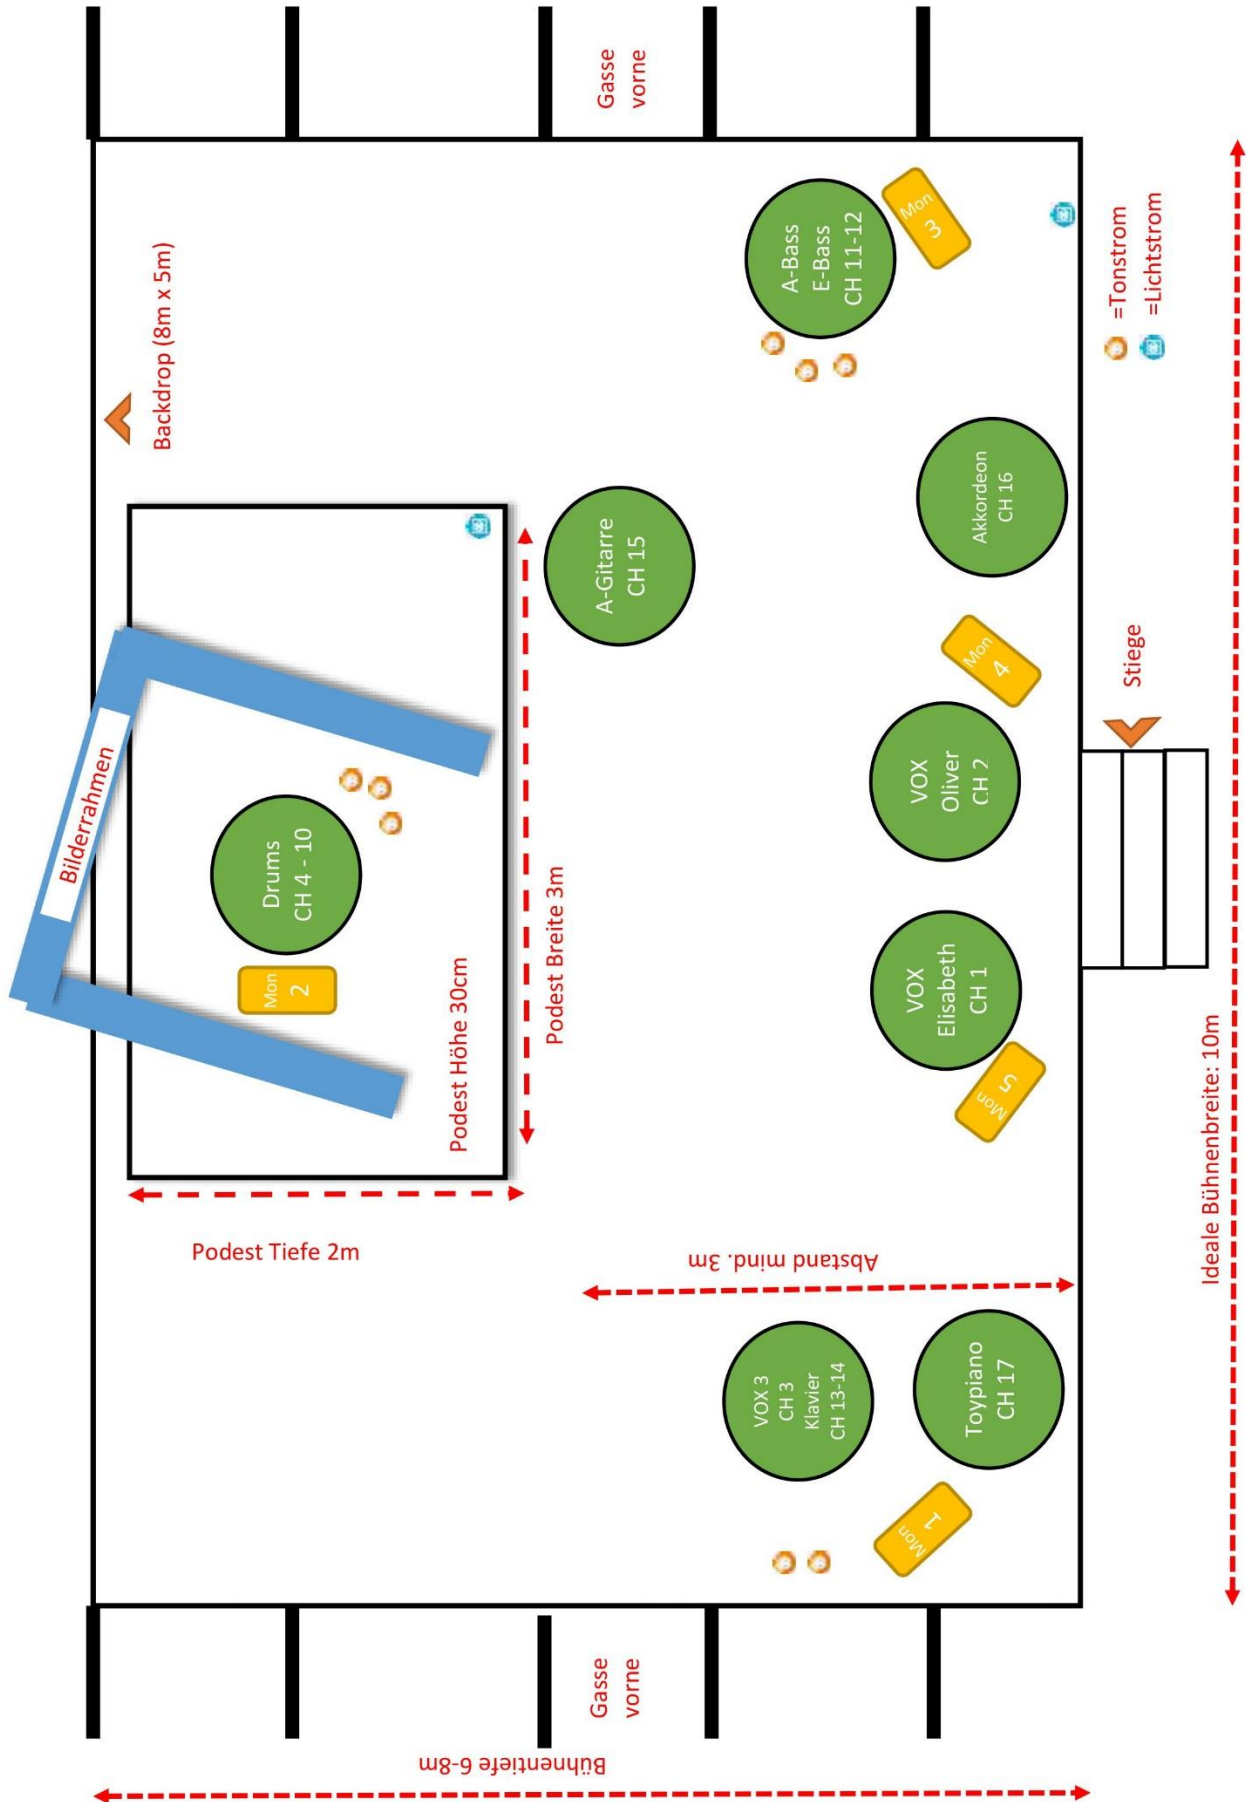 Bilderrahmen
Backdrop (8m x 5m)
Drums
CH 4 - 10
Mon
2
Podest Höhe 30cm
Podest Tiefe 2m
Podest Breite 3m
A-Gitarre
CH 15
Gasse
vorne
Gasse
vorne
Abstand mind. 3m
VOX 3
CH 3
Klavier
CH 13-14
Toypiano
CH 17
Mon
1
VOX
Elisabeth
CH 1
Mon
5
VOX
Oliver
CH 2
Mon
4
Akkordeon
CH 16
A-Bass
E-Bass
CH 11-12
Mon
3
Stiege
=Tonstrom
=Lichtstrom
Ideale Bühnenbreite: 10m
Bühnentiefe 6-8m